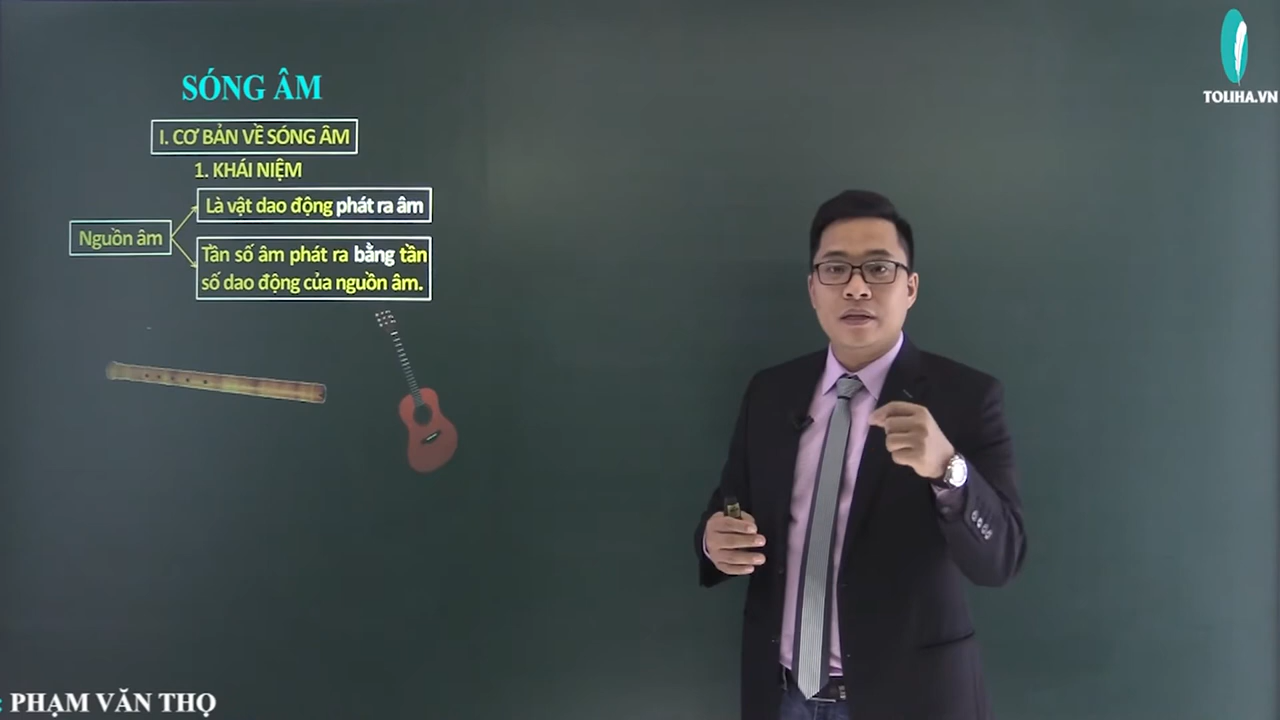 SÓNG ÂM
I. CƠ BẢN VỀ SÓNG ÂM
1. KHÁI NIỆM
Nguồn âm
Là vật dao động phát ra âm
Tần số âm phát ra bằng tần
số dao động của nguồn âm.
TOLIHA.VN
: PHẠM VĂN THỌ